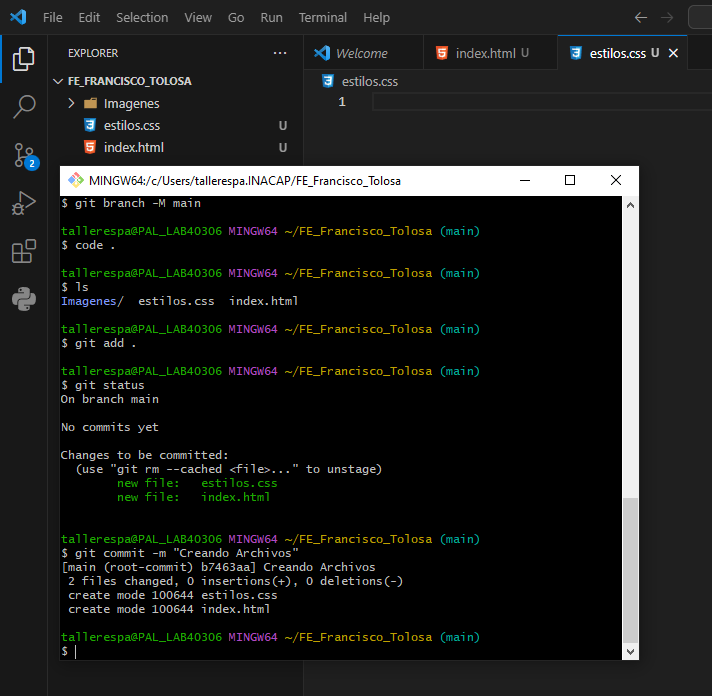 File Edit Selection View Go Run Terminal Help
EXPLORER ...
Welcome
index.html U
estilos.css U
FE_FRANCISCO_TOLOSA
Imagenes
estilos.css U
index.html U
2
estilos.css
1
MINGW64:/c/Users/tallerespa.INACAP/FE_Francisco_Tolosa
$ git branch -M main
tallerespa@PAL_LAB40306 MINGW64 ~/FE_Francisco_Tolosa (main)
$ code .
tallerespa@PAL_LAB40306 MINGW64 ~/FE_Francisco_Tolosa (main)
$ ls
Imagenes/ estilos.css index.html
tallerespa@PAL_LAB40306 MINGW64 ~/FE_Francisco_Tolosa (main)
$ git add .
tallerespa@PAL_LAB40306 MINGW64 ~/FE_Francisco_Tolosa (main)
$ git status
On branch main
No commits yet
Changes to be committed:
(use "git rm --cached <file>..." to unstage)
new file: estilos.css
new file: index.html
tallerespa@PAL_LAB40306 MINGW64 ~/FE_Francisco_Tolosa (main)
$ git commit -m "Creando Archivos"
[main (root-commit) b7463aa] Creando Archivos
2 files changed, 0 insertions(+), 0 deletions(-)
create mode 100644 estilos.css
create mode 100644 index.html
tallerespa@PAL_LAB40306 MINGW64 ~/FE_Francisco_Tolosa (main)
$